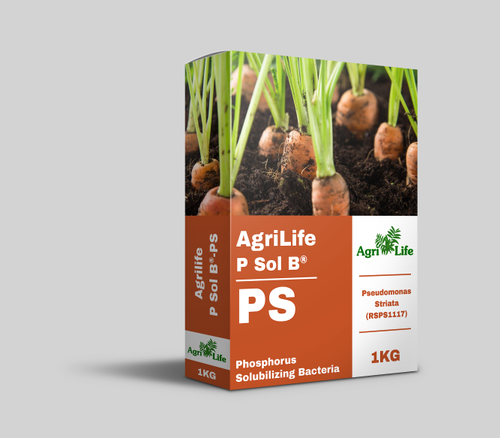 AgriLife
P Sol B®
PS
Phosphorus
Solubilizing Bacteria
Agri Life
Pseudomonas
Striata
(RSPS1117)
1KG
Agrilife
P Sol B®-PS
Agri Life
1KG